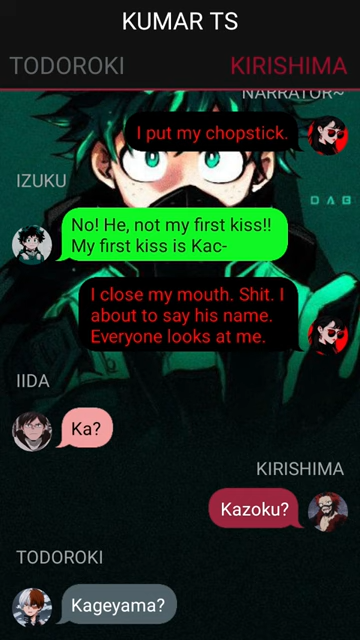 KUMAR TS
TODOROKI
KIRISHIMA
NARRATOR~
I put my chopstick.
IZUKU
DAB
No! He, not my first kiss!!
My first kiss is Kac-
I close my mouth. Shit. I
about to say his name.
Everyone looks at me.
IIDA
Ka?
KIRISHIMA
Kazoku?
TODOROKI
Kageyama?